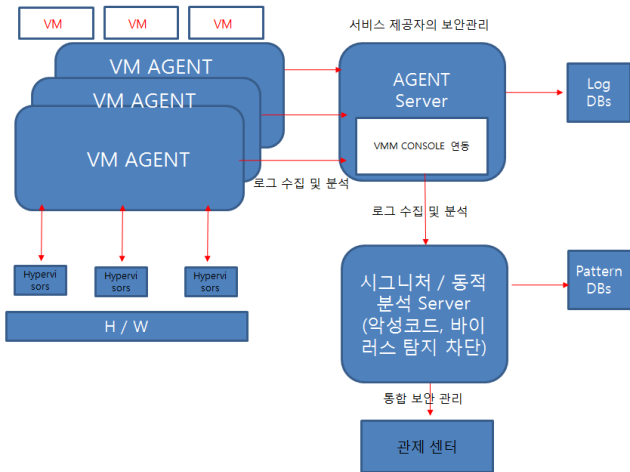 VM
VM
VM
서비스 제공자의 보안관리
VM AGENT
VM AGENT
VM AGENT
AGENT
Server
VMM CONSOLE 연동
Log
DBs
로그 수집 및 분석
로그 수집 및 분석
Hypervi
sors
Hypervi
sors
Hypervi
sors
H / W
시그니처 / 동적
분석 Server
(악성코드, 바이
러스 탐지 차단)
Pattern
DBs
통합 보안 관리
관제 센터